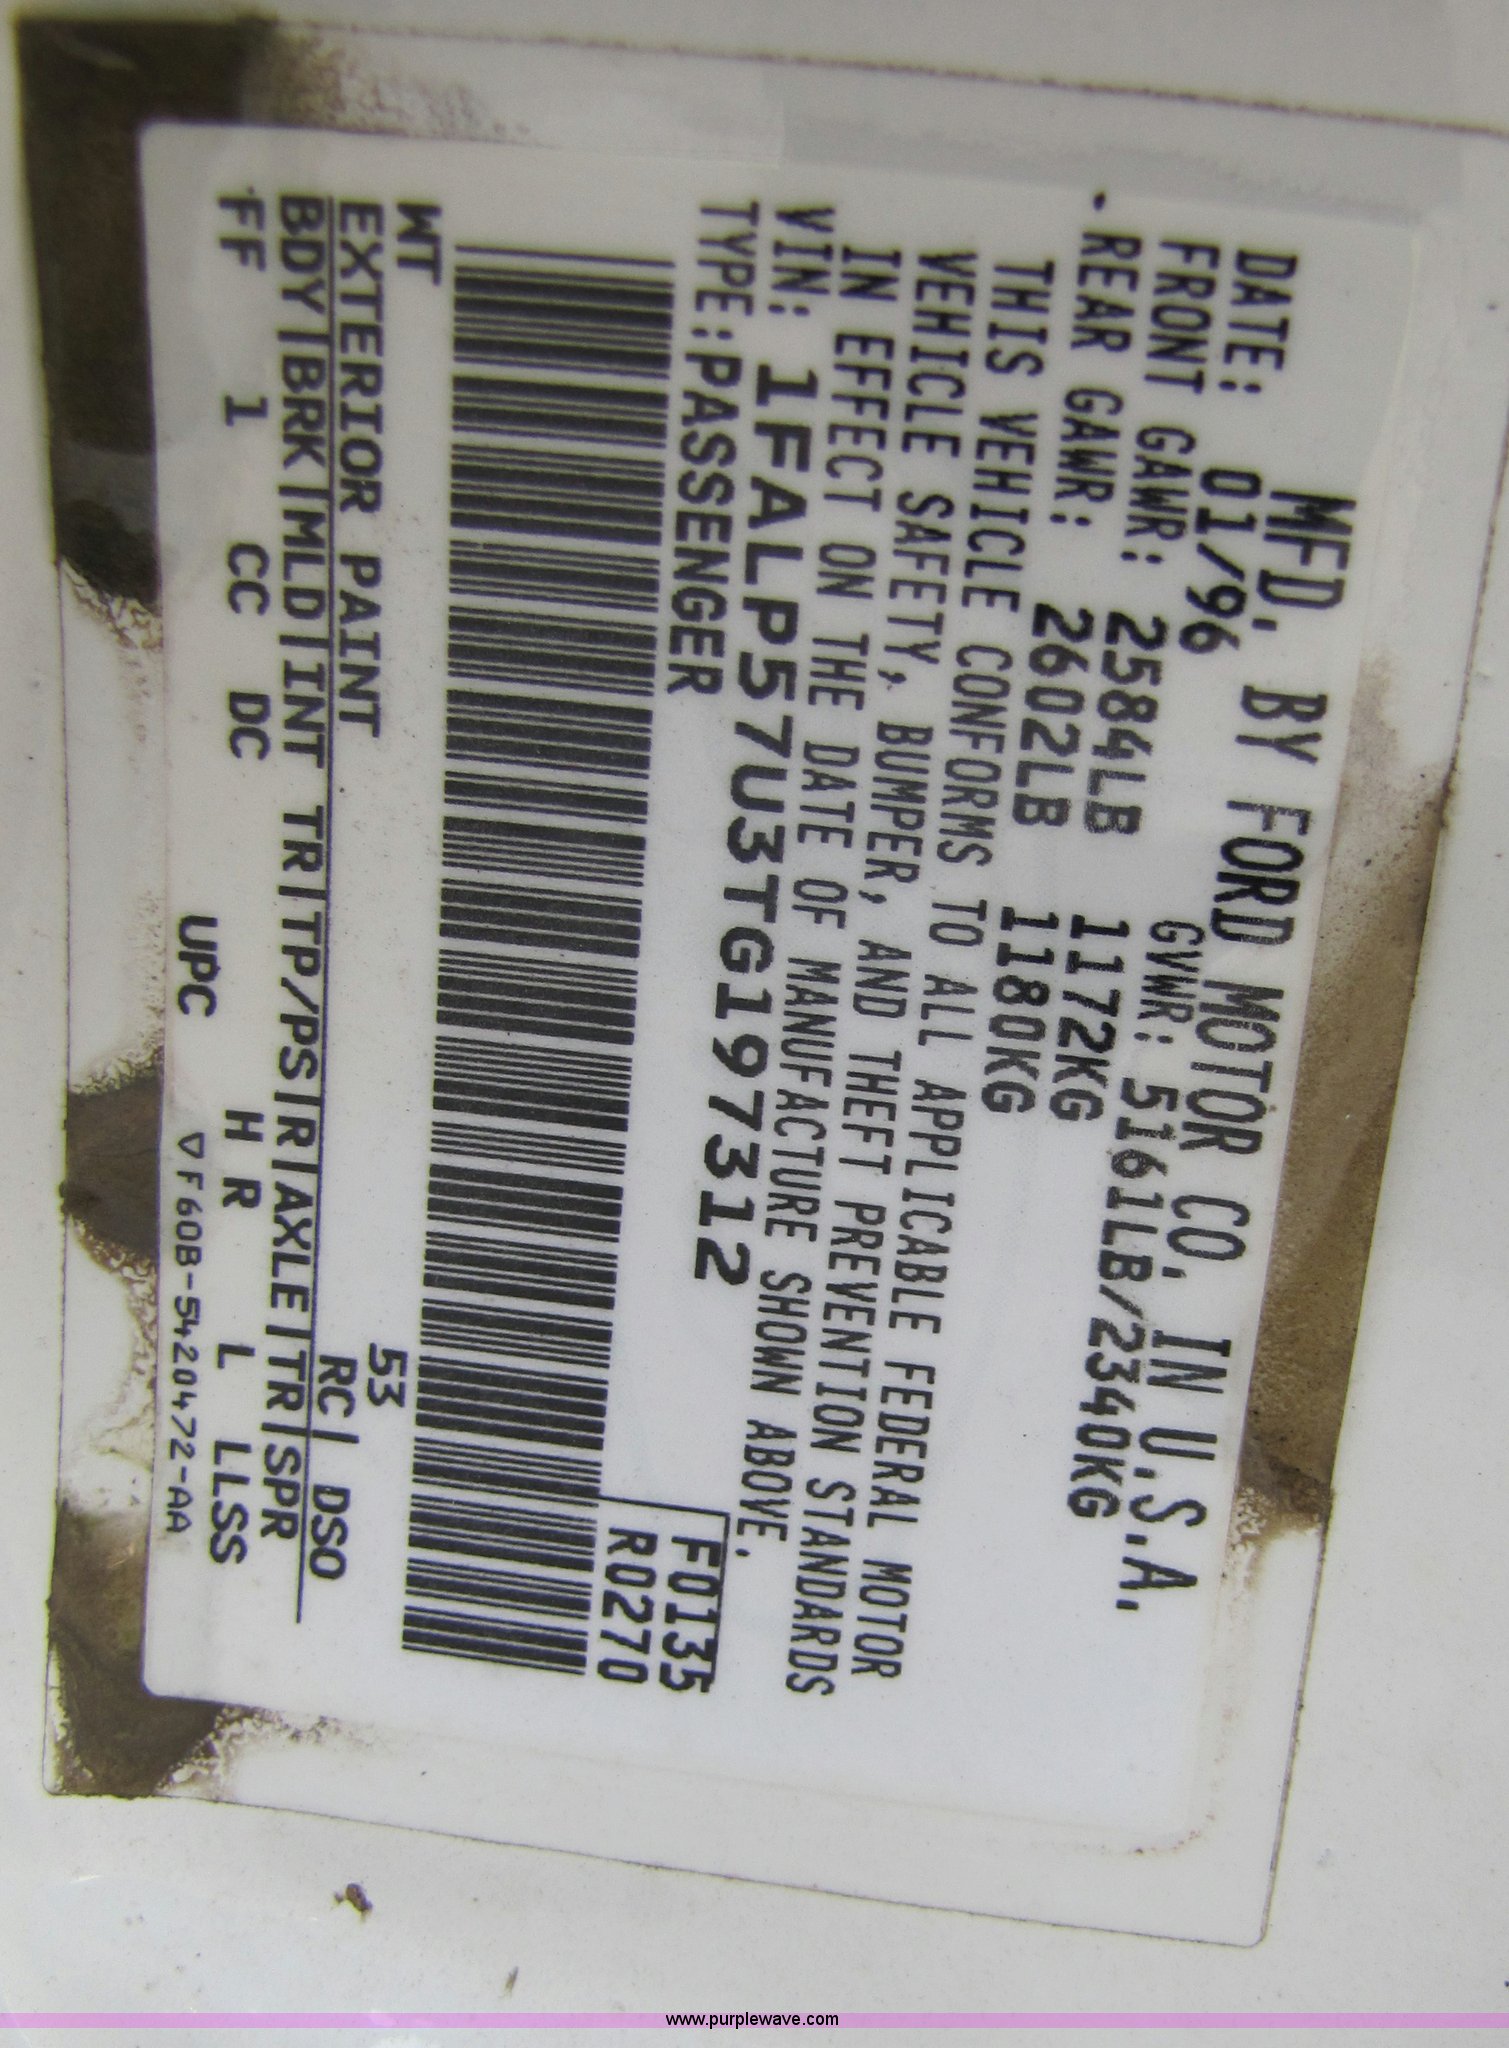 MFD. BY FORD MOTOR CO. IN U.S.A.
DATE: 01/96 GVWR: 5161LB/2340KG
FRONT GAWR: 2584LB 1172KG
REAR GAWR: 2602LB 1180KG
THIS VEHICLE CONFORMS TO ALL APPLICABLE FEDERAL MOTOR
VEHICLE SAFETY, BUMPER, AND THEFT PREVENTION STANDARDS
IN EFFECT ON THE DATE OF MANUFACTURE SHOWN ABOVE.
VIN: 1FALP57U3TG197312
TYPE: PASSENGER
F0135
R0270
WT 53
EXTERIOR PAINT RC| DSO
BDY|BRK|MLD|INT TR|TP/PS|R|AXLE|TR|SPR
FF 1 CC DC H R L LLSS
UPC ▽F60B-5420472-AA
www.purplewave.com